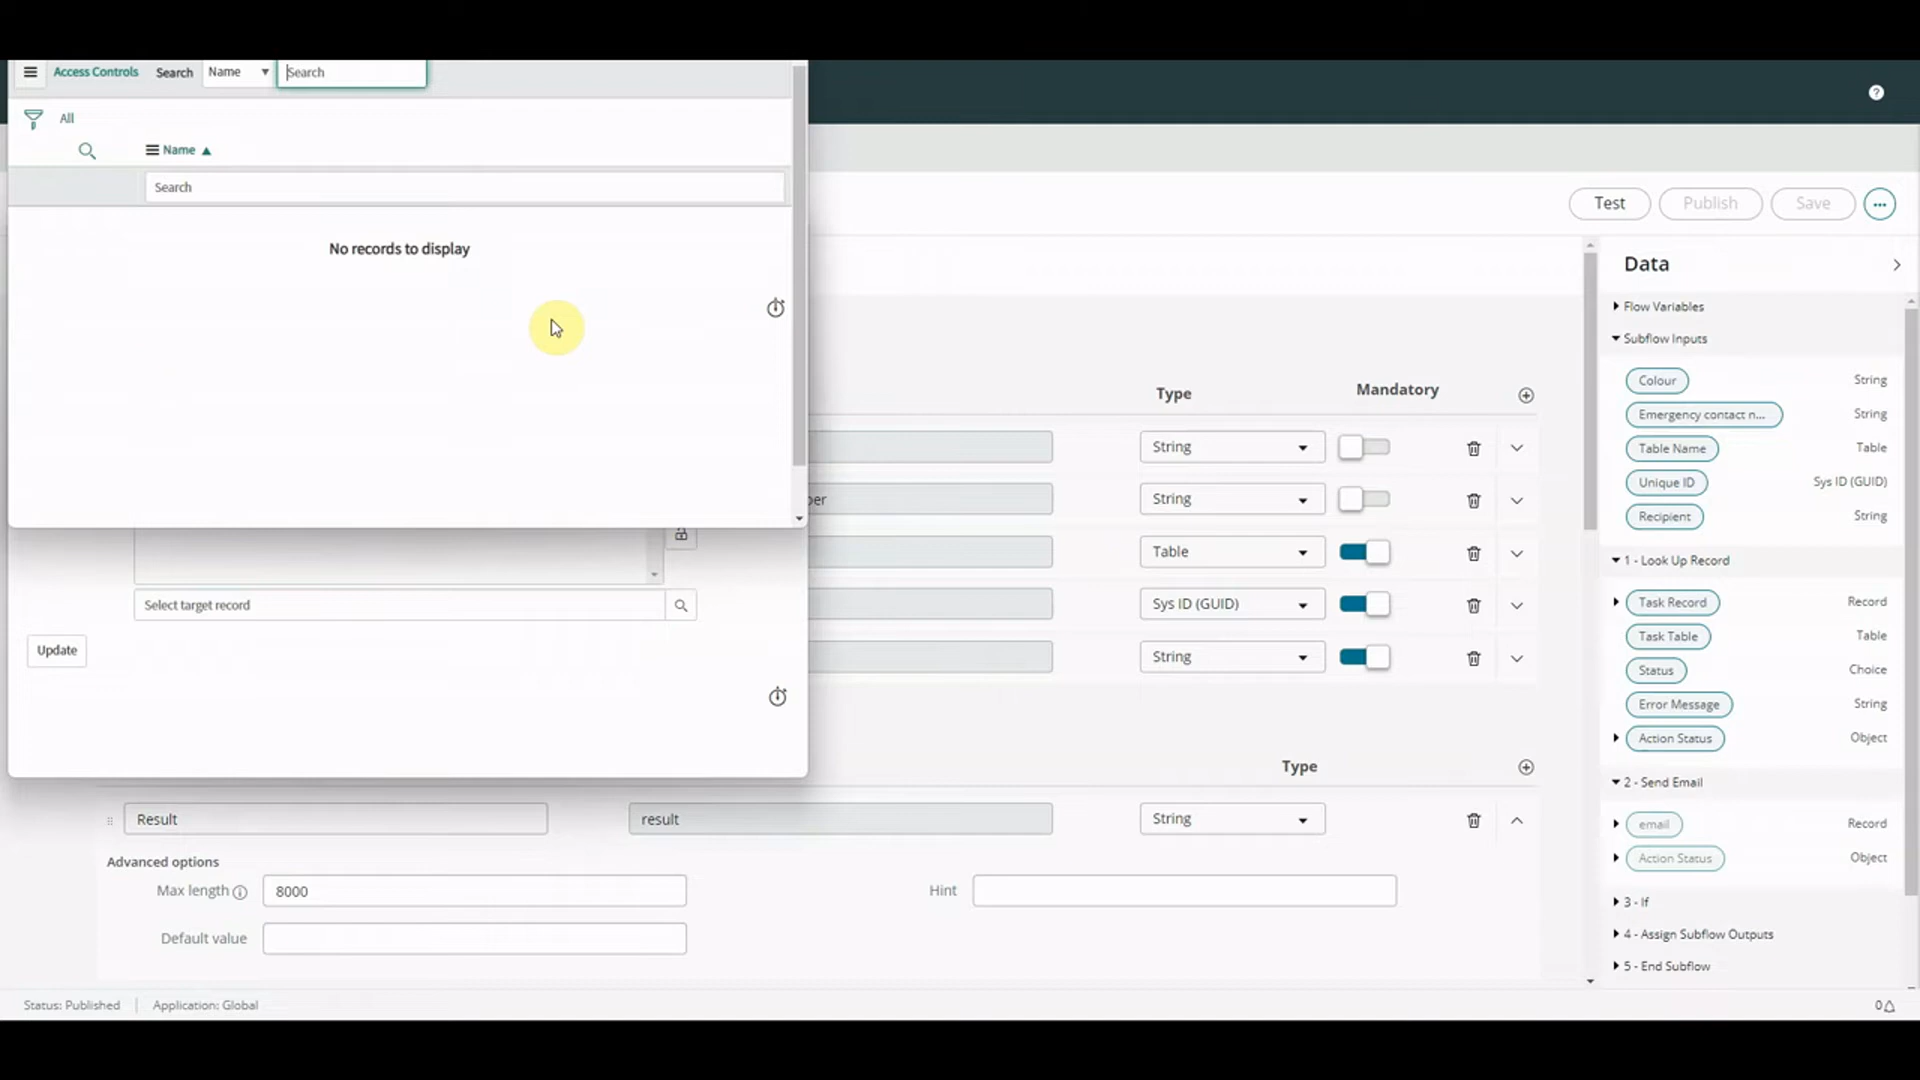 Access Controls Search Name Search
All
Name
Search
No records to display
Select target record
Update
?
Test Publish Save ...
Type Mandatory
String
per String
Table
Sys ID (GUID)
String
Type
Result result String
Advanced options
Max length 8000 Hint
Default value
Data
Flow Variables
Subflow Inputs
Colour String
Emergency contact n... String
Table Name Table
Unique ID Sys ID (GUID)
Recipient String
1 - Look Up Record
Task Record Record
Task Table Table
Status Choice
Error Message String
Action Status Object
2 - Send Email
email Record
Action Status Object
3 - If
4 - Assign Subflow Outputs
5 - End Subflow
Status: Published Application: Global 0